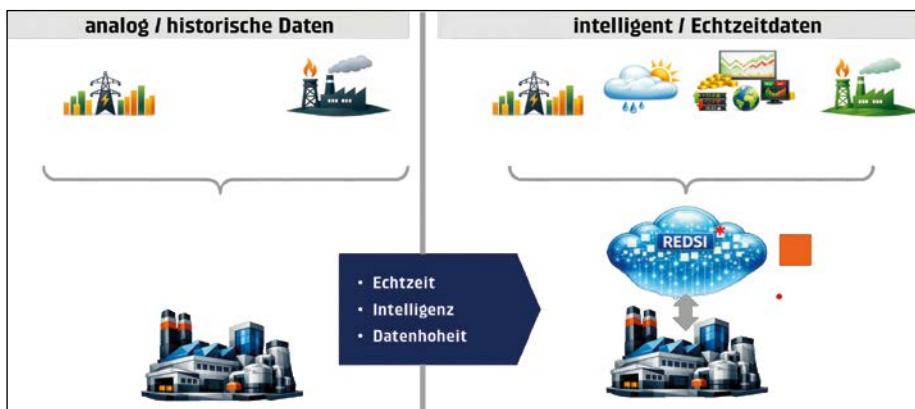 analog / historische Daten
intelligent / Echtzeitdaten
REDSI *
• Echtzeit
• Intelligenz
• Datenhoheit